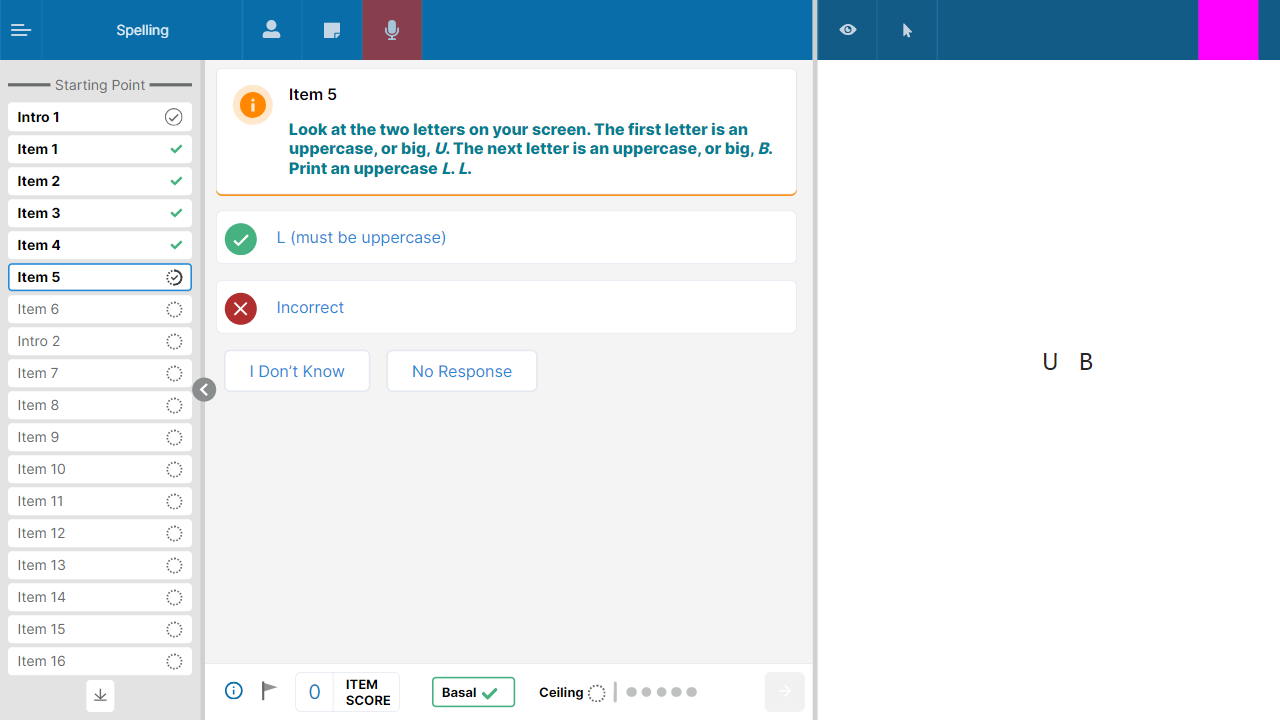 Spelling
Starting Point
Intro 1
Item 1
Item 2
Item 3
Item 4
Item 5
Item 6
Intro 2
Item 7
Item 8
Item 9
Item 10
Item 11
Item 12
Item 13
Item 14
Item 15
Item 16
Item 5
Look at the two letters on your screen. The first letter is an
uppercase, or big, U. The next letter is an uppercase, or big, B.
Print an uppercase L. L.
L (must be uppercase)
Incorrect
I Don’t Know
No Response
0
ITEM
SCORE
Basal
Ceiling
U B